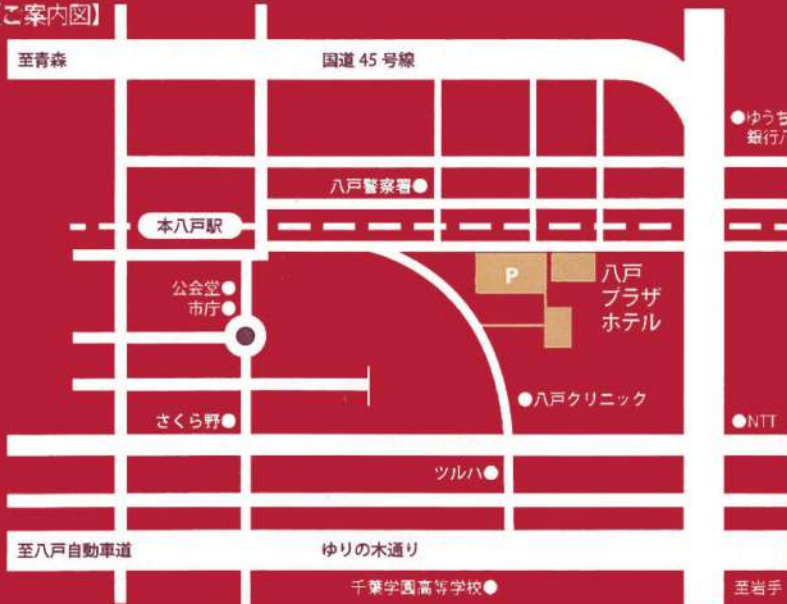 ご案内図】
至青森
国道45号線
●ゆうち
銀行八
八戸警察署●
本八戸駅
公会堂●
市庁●
P
八戸
プラザ
ホテル
●八戸クリニック
さくら野●
●NTT
ツルハ●
至八戸自動車道
ゆりの木通り
千葉学園高等学校●
至岩手